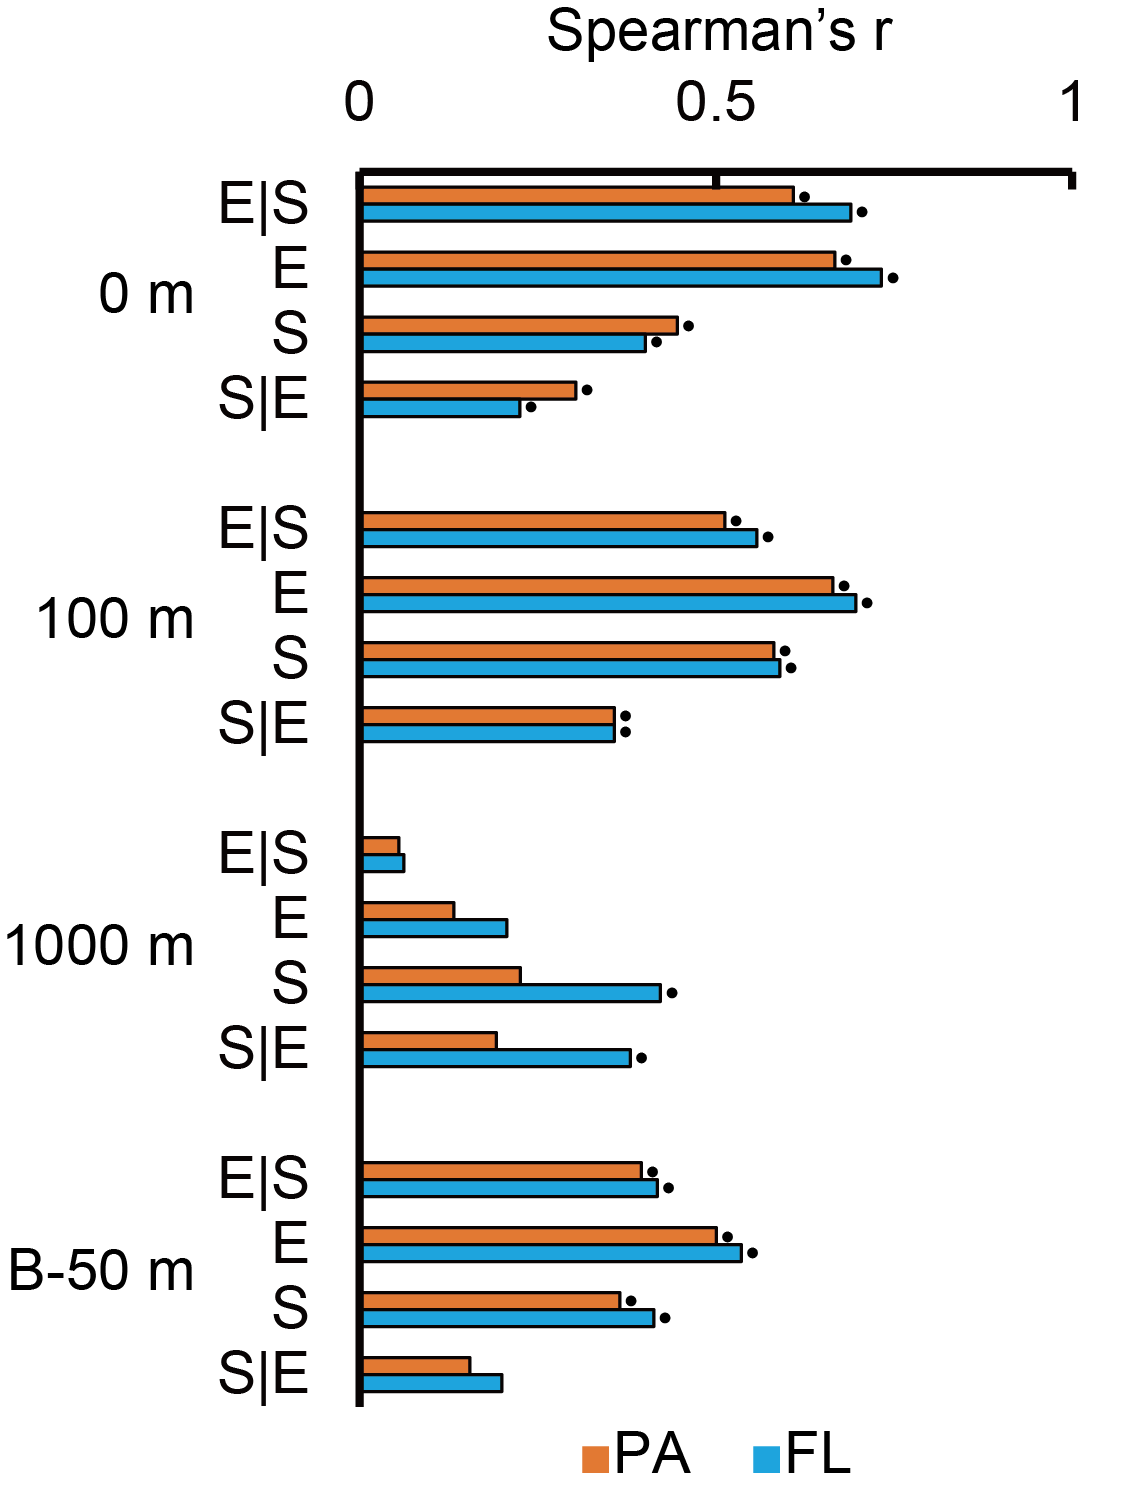 Spearman’s r
0 0.5 1
E|S
E
0 m
S
S|E
E|S
E
100 m
S
S|E
E|S
E
1000 m
S
S|E
E|S
E
B-50 m
S
S|E
PA FL